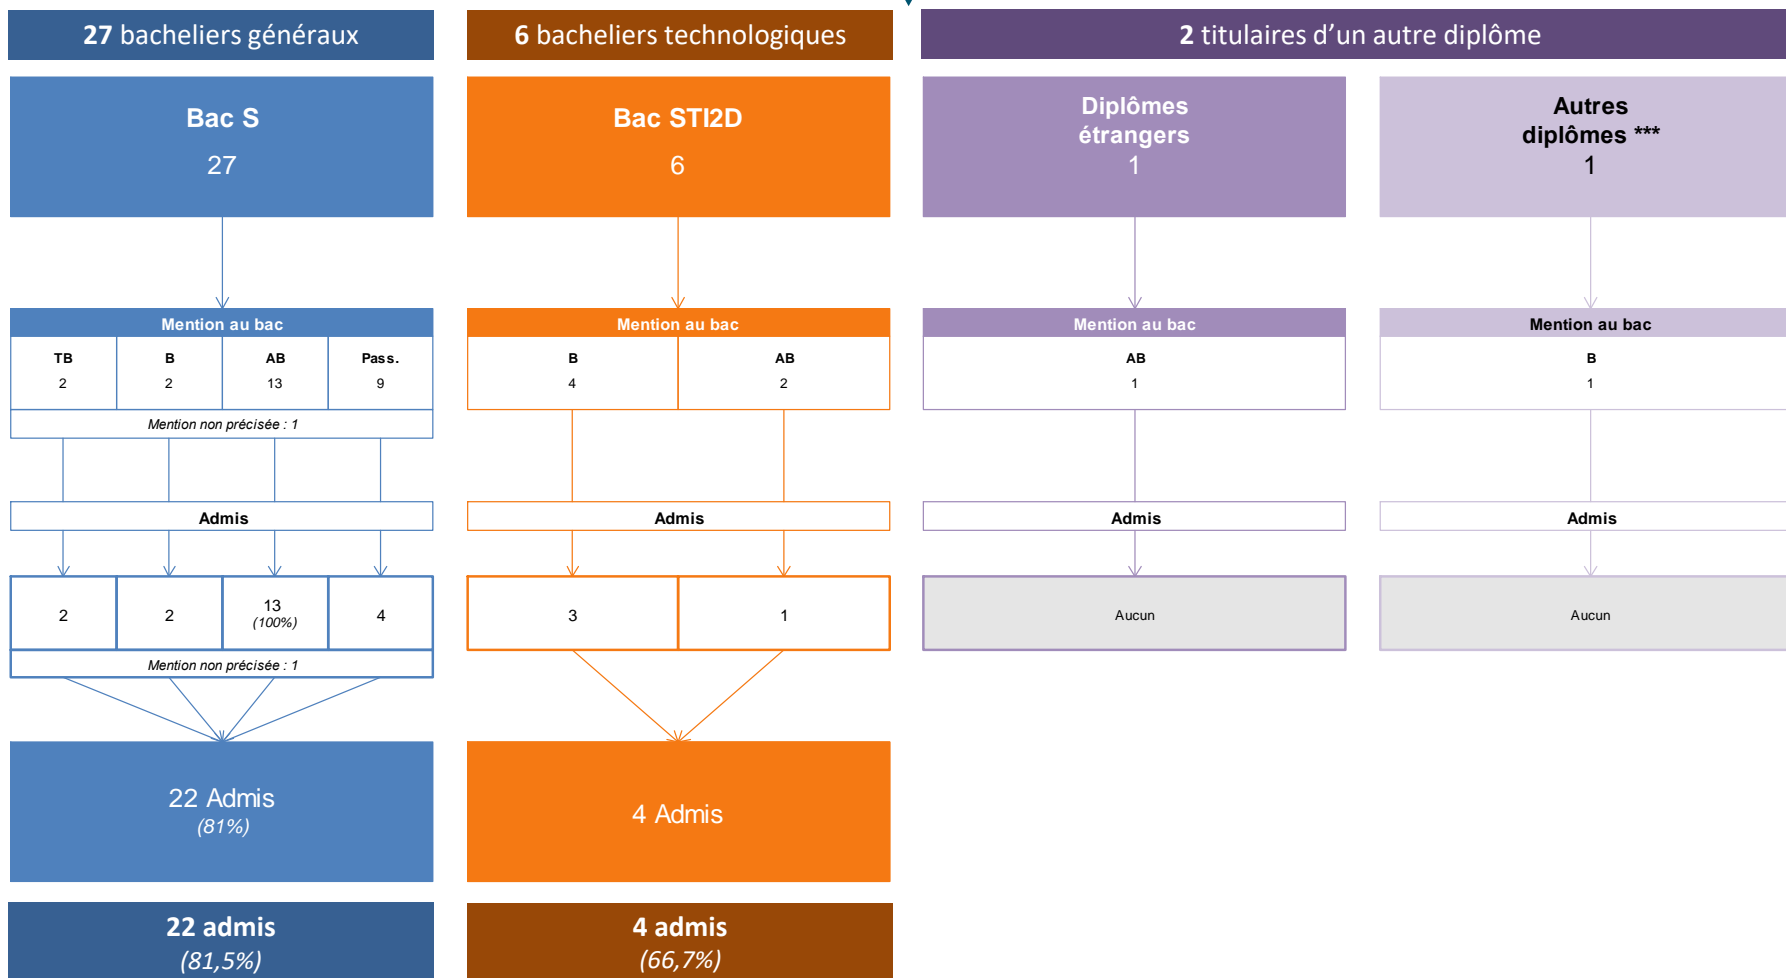 27 bacheliers généraux
6 bacheliers technologiques
2 titulaires d'un autre diplôme
Bac S
27
Bac STI2D
6
Diplômes
étrangers
1
Autres
diplômes ***
1
Mention au bac
TB B AB Pass.
2 2 13 9
Mention non précisée : 1
Mention au bac
B AB
4 2
Mention au bac
AB
1
Mention au bac
B
1
Admis
Admis
Admis
Admis
2 2 13 4
(100%)
Mention non précisée : 1
3 1
Aucun
Aucun
22 Admis
(81%)
4 Admis
22 admis
(81,5%)
4 admis
(66,7%)